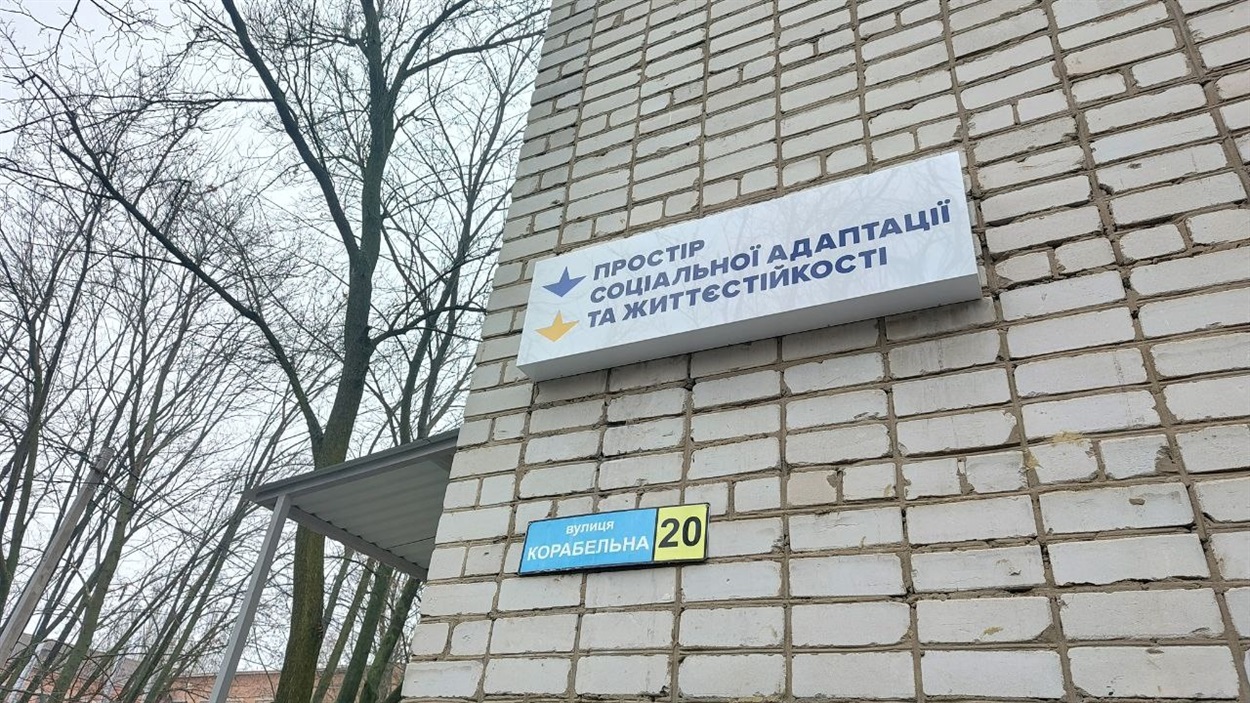 ПРОСТІР
СОЦІАЛЬНОЇ АДАПТАЦІЇ
ТА ЖИТТЄСТІЙКОСТІ
вулиця
КОРАБЕЛЬНА
20